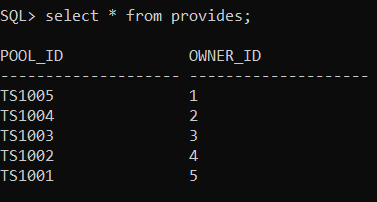 SQL> select * from provides;
POOL_ID OWNER_ID
-------------------- --------------------
TS1005 1
TS1004 2
TS1003 3
TS1002 4
TS1001 5